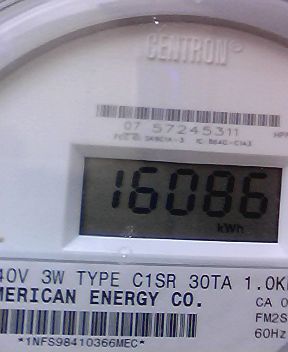 CENTRON®
07 57245311
16086
kWh
40V 3W TYPE C1SR 30TA 1.0K
MERICAN ENERGY CO.
CA 0
FM2S
60Hz
*1NFS98410366MEC*